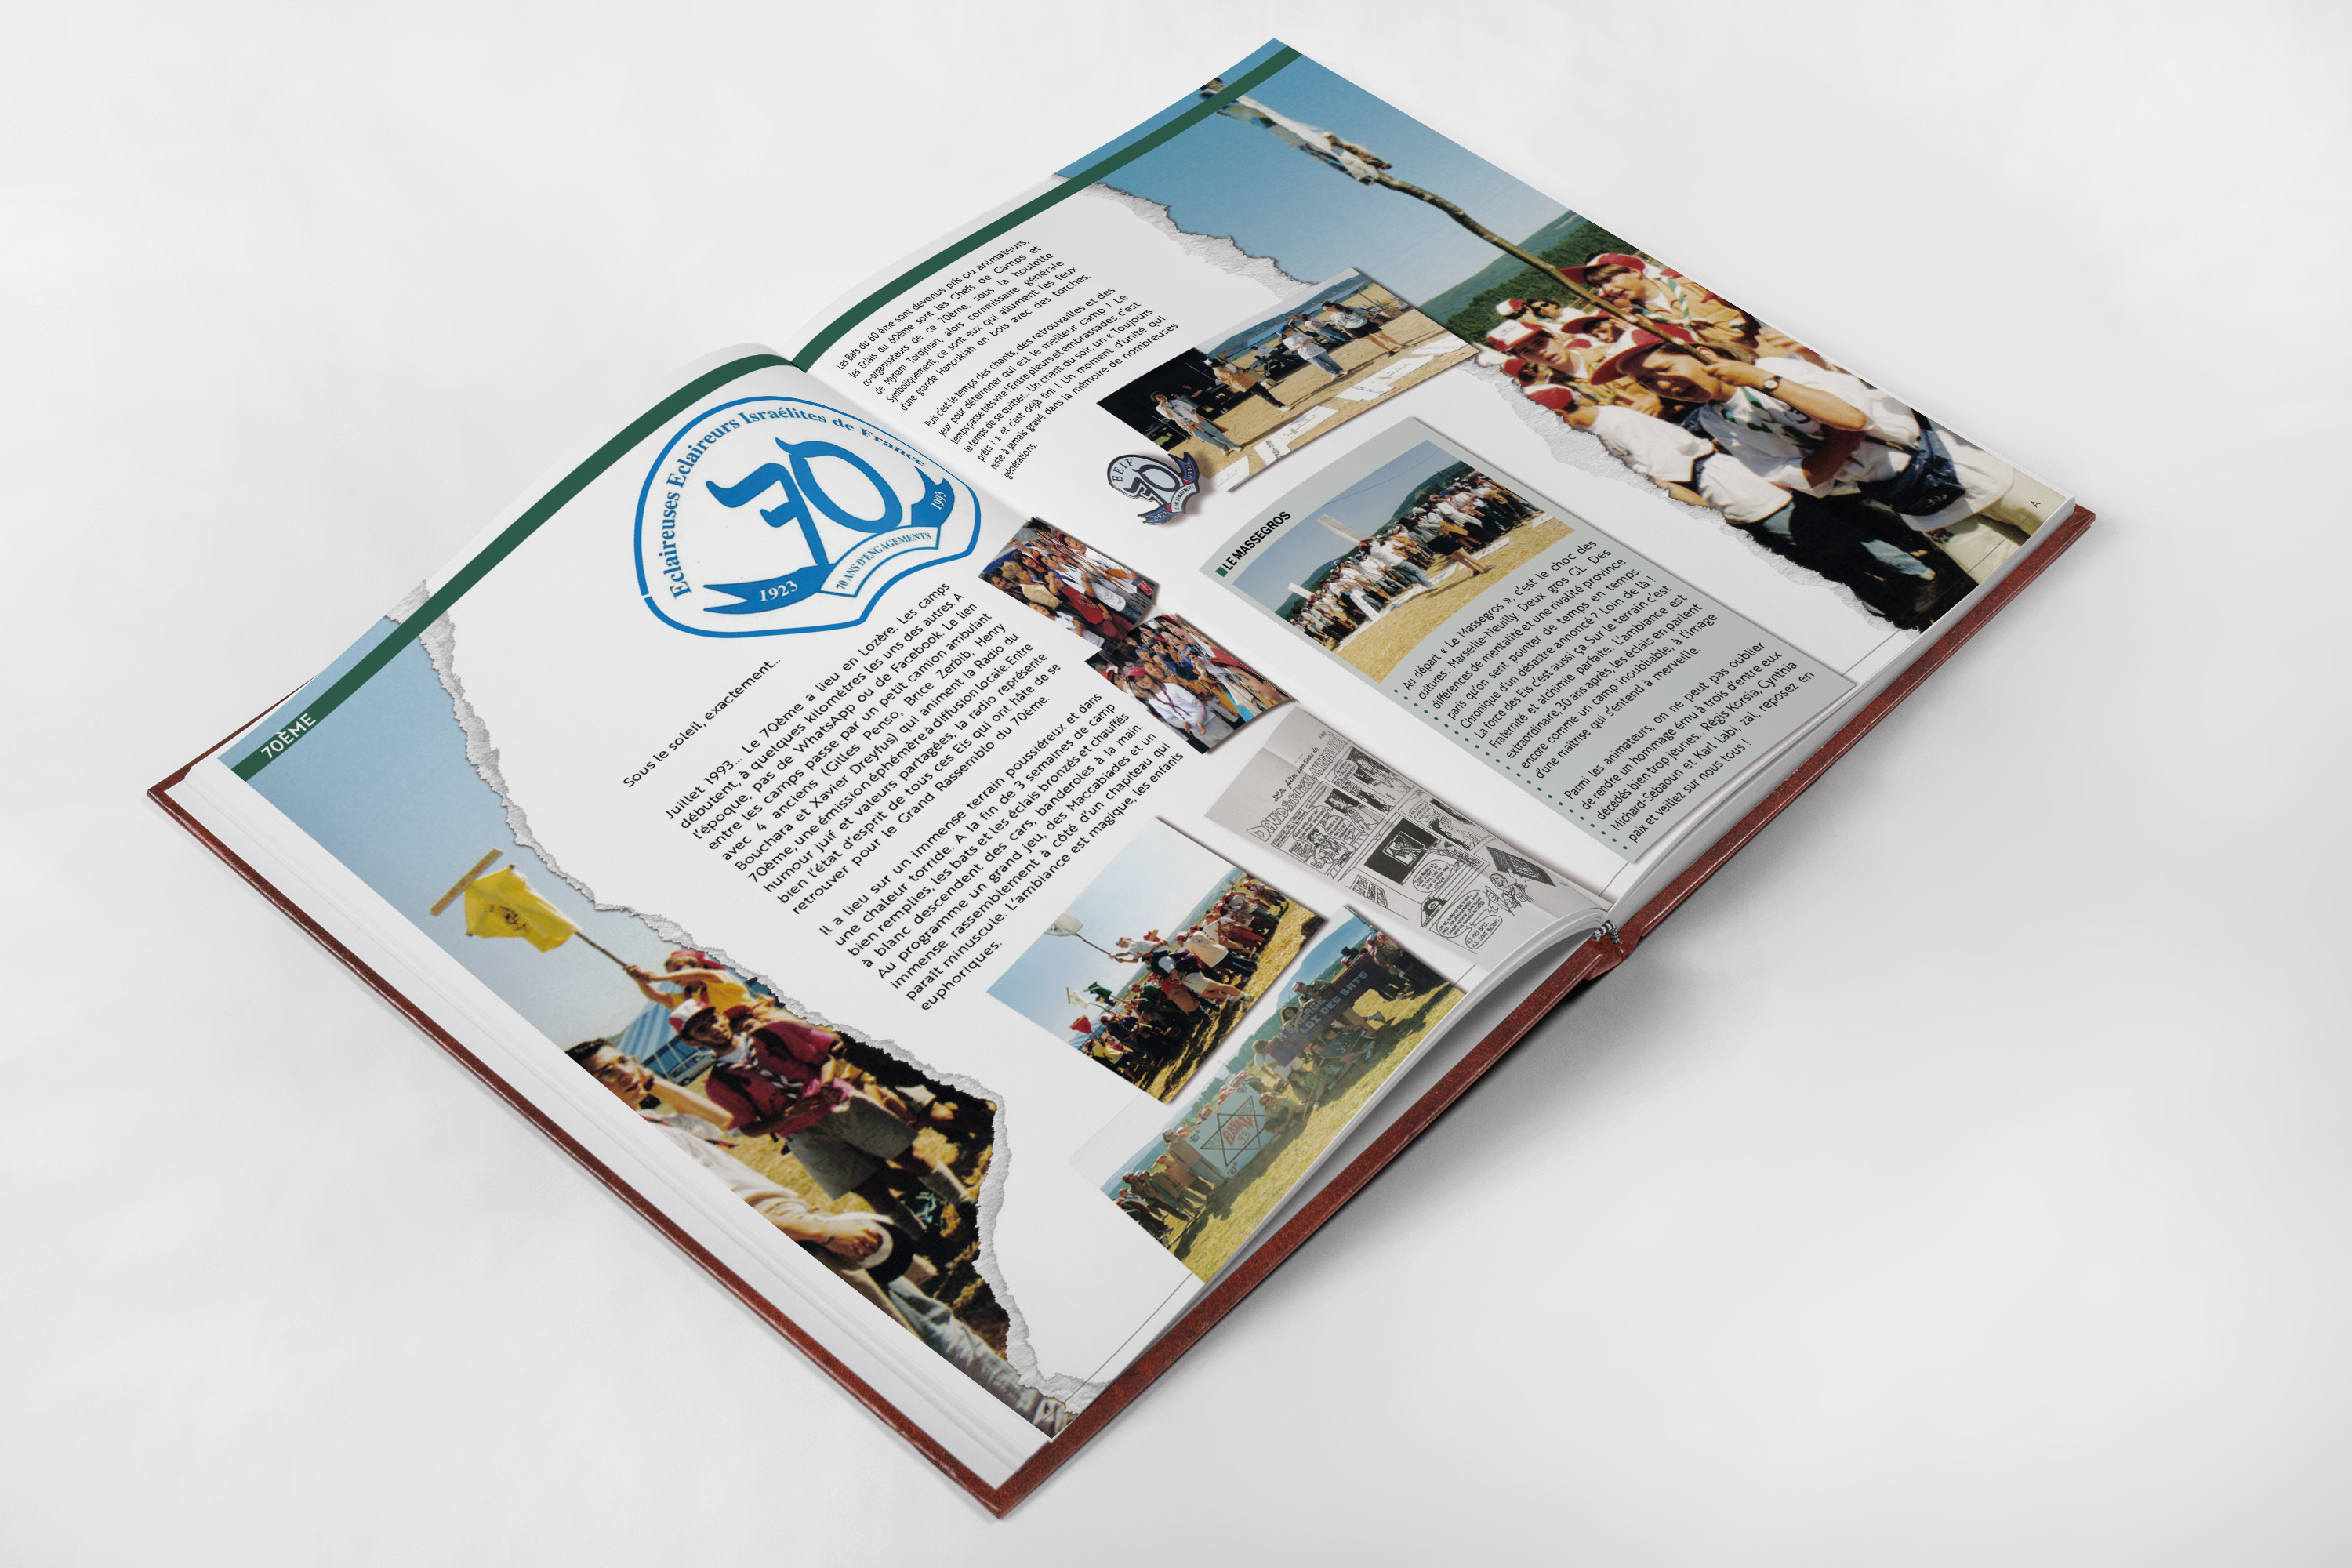 70ÈME
Eclaireuses Eclaireurs Israélites de France
70
1923
70 ANS D'ENGAGEMENTS
1993
Sous le soleil, exactement...
Juillet 1993... Le 70ème a lieu en Lozère. Les camps
débutent, à quelques kilomètres les uns des autres. A
l'époque, pas de WhatsApp ou de Facebook. Le lien
entre les camps passe par un petit camion ambulant
avec 4 anciens (Gilles Penso, Brice Zerbib, Henry
Bouchara et Xavier Dreyfus) qui animent la Radio du
70ème, une émission éphémère à diffusion locale. Entre
humour juif et valeurs partagées, la radio représente
bien l'état d'esprit de tous ces Eis qui ont hâte de se
retrouver pour le Grand Rassemblo du 70ème.
Il a lieu sur un immense terrain poussiéreux et dans
une chaleur torride. A la fin de 3 semaines de camp
bien remplies, les bats et les éclais bronzés et chauffés
à blanc descendent des cars, banderoles à la main.
Au programme un grand jeu, des Maccabiades et un
immense rassemblement à côté d'un chapiteau qui
paraît minuscule. L'ambiance est magique, les enfants
euphoriques.
LOI DES BATS
Les Bats du 60 ème sont devenus pifs ou animateurs,
les Eclais du 60ème sont les Chefs de Camps et
co-organisateurs de ce 70ème, sous la houlette
de Myriam Tordjman, alors commissaire générale.
Symboliquement, ce sont eux qui allument les feux
d'une grande Hanoukiah en bois avec des torches.
Puis c'est le temps des chants, des retrouvailles et des
jeux pour déterminer qui est le meilleur camp ! Le
temps passe très vite ! Entre pleurs et embrassades, c'est
le temps de se quitter... Un chant du soir, un « Toujours
prêts ! » et c'est déjà fini ! Un moment d'unité qui
reste à jamais gravé dans la mémoire de nombreuses
générations.
EEIF
70
LE MASSEGROS
Au départ « Le Massegros », c'est le choc des
cultures : Marseille-Neuilly. Deux gros GL. Des
différences de mentalité et une rivalité province
paris qu'on sent pointer de temps en temps.
Chronique d'un désastre annoncé ? Loin de là !
La force des Eis c'est aussi ça. Sur le terrain c'est
Fraternité et alchimie parfaite. L'ambiance est
extraordinaire, 30 ans après, les éclais en parlent
encore comme un camp inoubliable, à l'image
d'une maîtrise qui s'entend à merveille.
Parmi les animateurs, on ne peut pas oublier
de rendre un hommage ému à trois d'entre eux
décédés bien trop jeunes... Régis Korsia, Cynthia
Michard-Sebaoun et Karl Labi, zal, reposez en
paix et veillez sur nous tous !
A